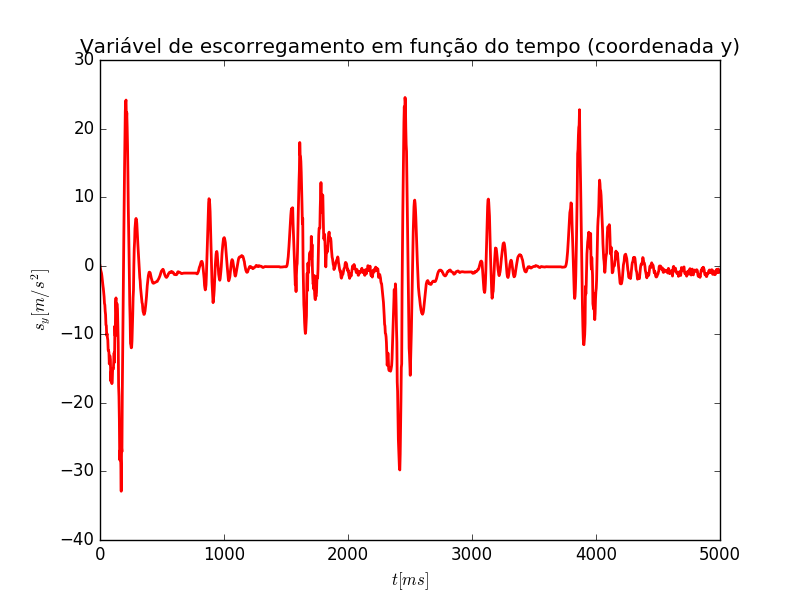 Variável de escorregamento em função do tempo (coordenada y)
30
20
10
0
−10
−20
−30
−40
s_y[m/s^2]
0 1000 2000 3000 4000 5000
t[ms]